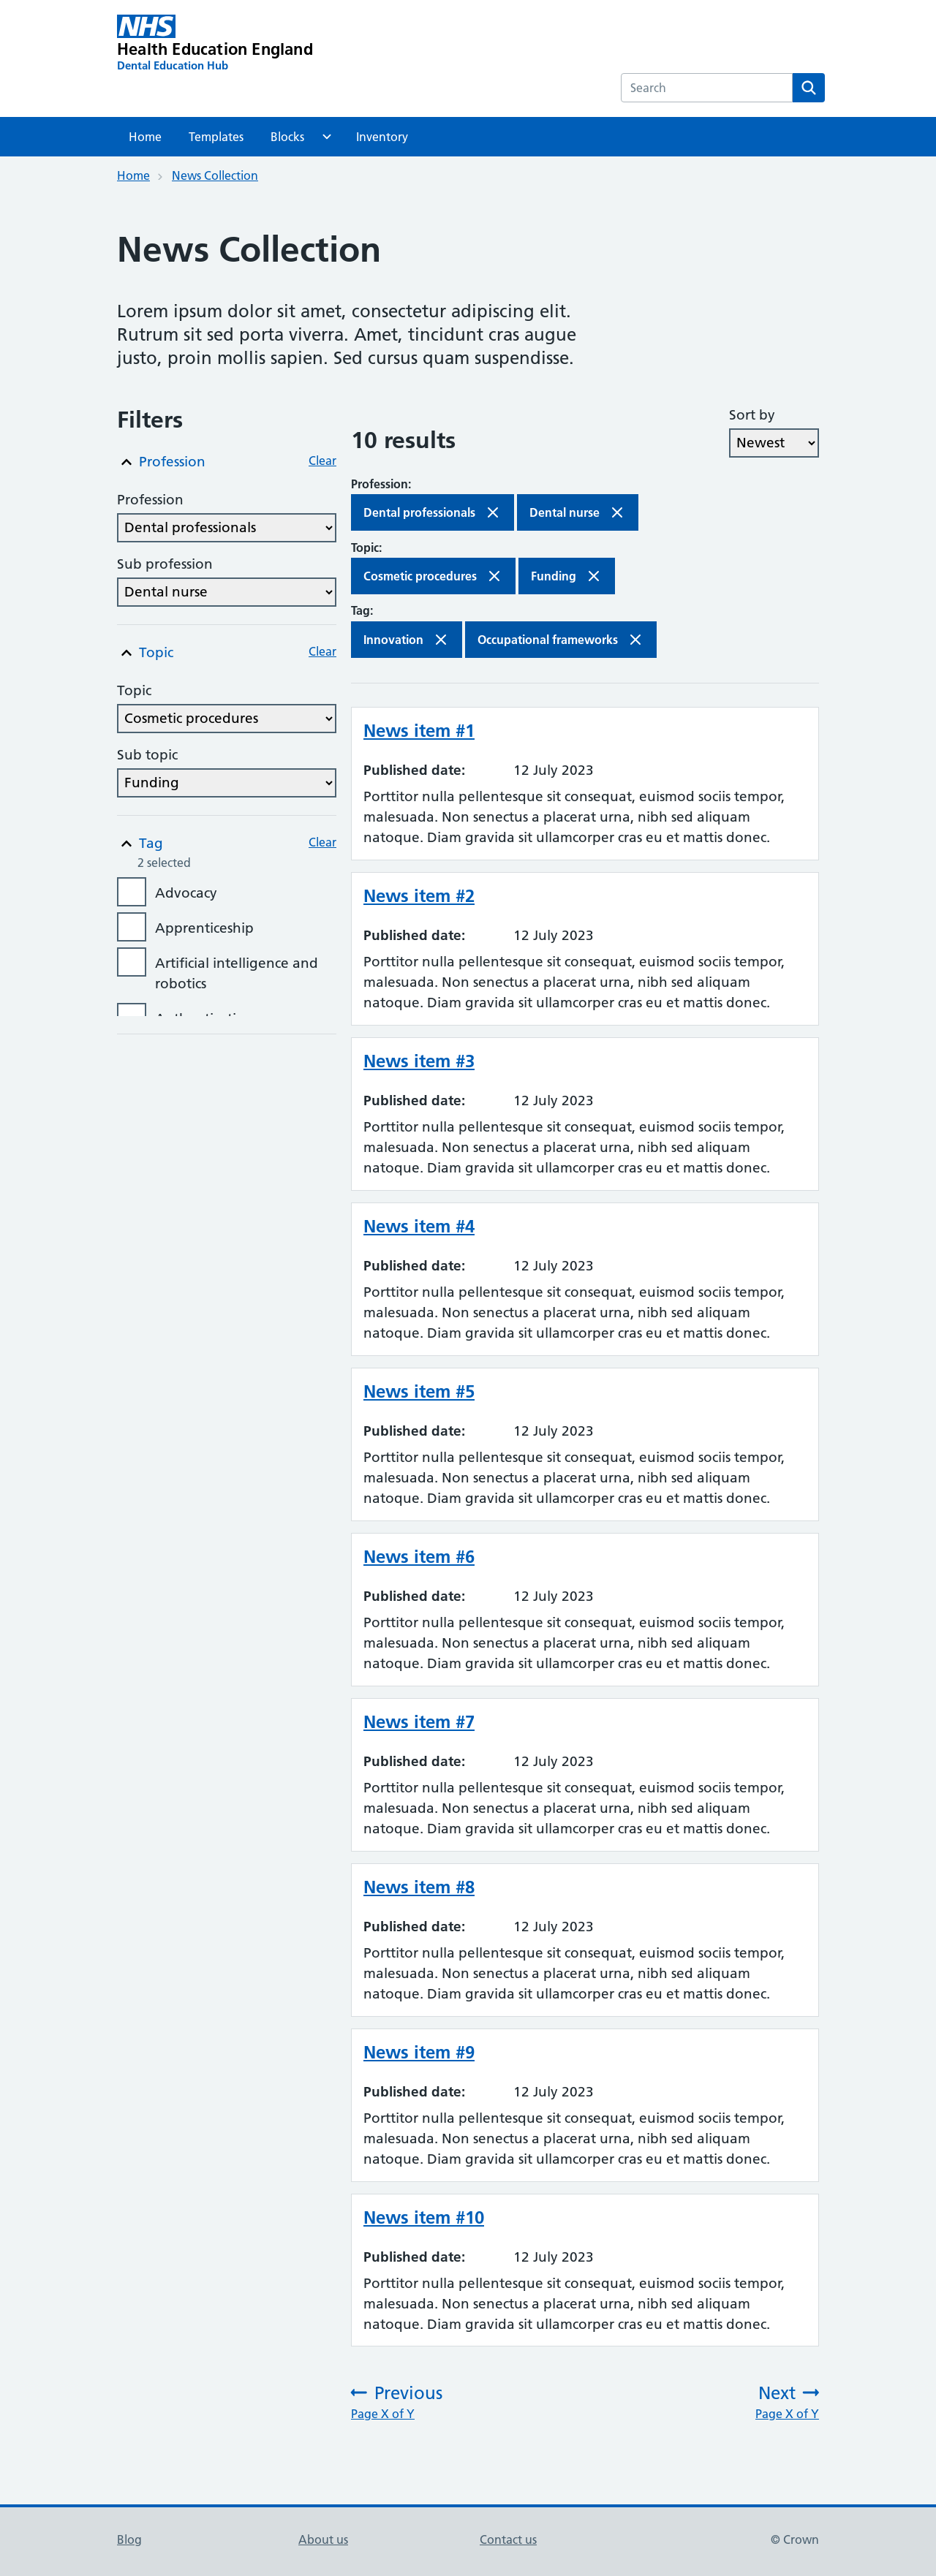 NHS
Health Education England
Dental Education Hub
Search
Home Templates Blocks Inventory
Home News Collection
News Collection
Lorem ipsum dolor sit amet, consectetur adipiscing elit.
Rutrum sit sed porta viverra. Amet, tincidunt cras augue
justo, proin mollis sapien. Sed cursus quam suspendisse.
Filters
Profession Clear
Profession
Dental professionals
Sub profession
Dental nurse
Topic Clear
Topic
Cosmetic procedures
Sub topic
Funding
Tag Clear
2 selected
Advocacy
Apprenticeship
Artificial intelligence and
robotics
10 results
Sort by
Newest
Profession:
Dental professionals Dental nurse
Topic:
Cosmetic procedures Funding
Tag:
Innovation Occupational frameworks
News item #1
Published date: 12 July 2023
Porttitor nulla pellentesque sit consequat, euismod sociis tempor,
malesuada. Non senectus a placerat urna, nibh sed aliquam
natoque. Diam gravida sit ullamcorper cras eu et mattis donec.
News item #2
Published date: 12 July 2023
Porttitor nulla pellentesque sit consequat, euismod sociis tempor,
malesuada. Non senectus a placerat urna, nibh sed aliquam
natoque. Diam gravida sit ullamcorper cras eu et mattis donec.
News item #3
Published date: 12 July 2023
Porttitor nulla pellentesque sit consequat, euismod sociis tempor,
malesuada. Non senectus a placerat urna, nibh sed aliquam
natoque. Diam gravida sit ullamcorper cras eu et mattis donec.
News item #4
Published date: 12 July 2023
Porttitor nulla pellentesque sit consequat, euismod sociis tempor,
malesuada. Non senectus a placerat urna, nibh sed aliquam
natoque. Diam gravida sit ullamcorper cras eu et mattis donec.
News item #5
Published date: 12 July 2023
Porttitor nulla pellentesque sit consequat, euismod sociis tempor,
malesuada. Non senectus a placerat urna, nibh sed aliquam
natoque. Diam gravida sit ullamcorper cras eu et mattis donec.
News item #6
Published date: 12 July 2023
Porttitor nulla pellentesque sit consequat, euismod sociis tempor,
malesuada. Non senectus a placerat urna, nibh sed aliquam
natoque. Diam gravida sit ullamcorper cras eu et mattis donec.
News item #7
Published date: 12 July 2023
Porttitor nulla pellentesque sit consequat, euismod sociis tempor,
malesuada. Non senectus a placerat urna, nibh sed aliquam
natoque. Diam gravida sit ullamcorper cras eu et mattis donec.
News item #8
Published date: 12 July 2023
Porttitor nulla pellentesque sit consequat, euismod sociis tempor,
malesuada. Non senectus a placerat urna, nibh sed aliquam
natoque. Diam gravida sit ullamcorper cras eu et mattis donec.
News item #9
Published date: 12 July 2023
Porttitor nulla pellentesque sit consequat, euismod sociis tempor,
malesuada. Non senectus a placerat urna, nibh sed aliquam
natoque. Diam gravida sit ullamcorper cras eu et mattis donec.
News item #10
Published date: 12 July 2023
Porttitor nulla pellentesque sit consequat, euismod sociis tempor,
malesuada. Non senectus a placerat urna, nibh sed aliquam
natoque. Diam gravida sit ullamcorper cras eu et mattis donec.
Previous Next
Page X of Y Page X of Y
Blog About us Contact us © Crown